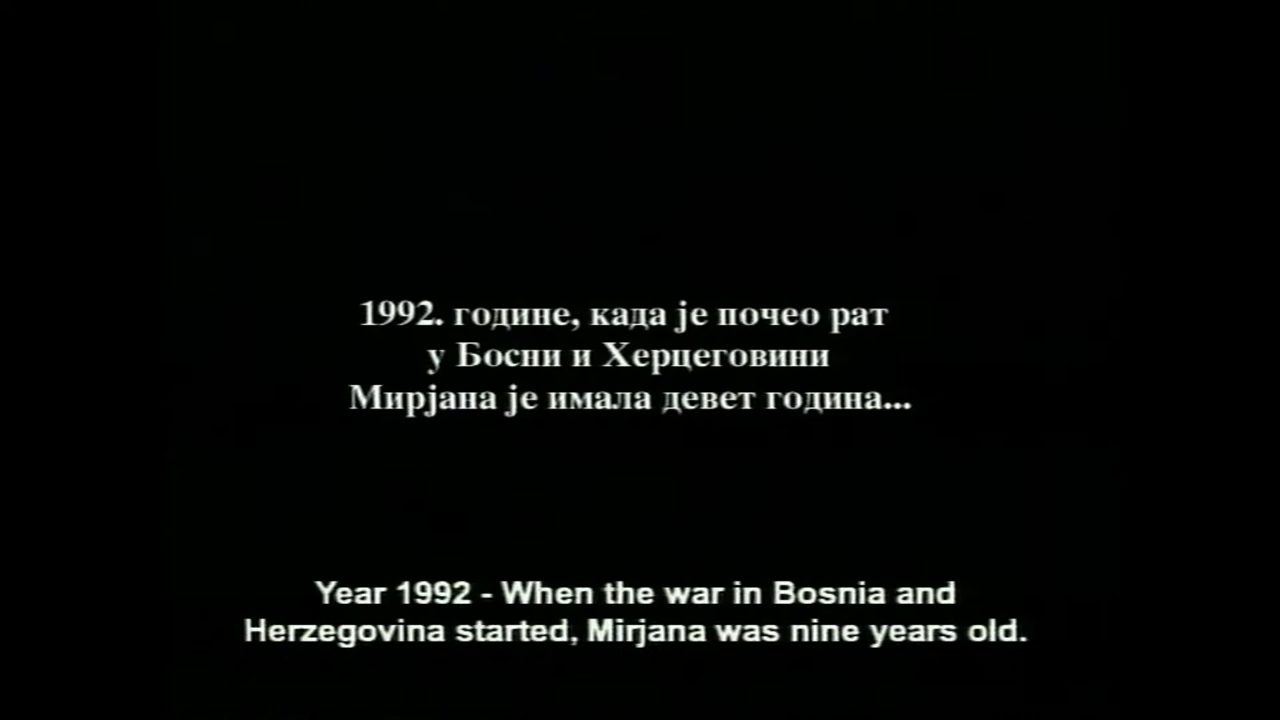 1992. године, када је почео рат
у Босни и Херцеговини
Мирјана је имала девет година...
Year 1992 - When the war in Bosnia and
Herzegovina started, Mirjana was nine years old.